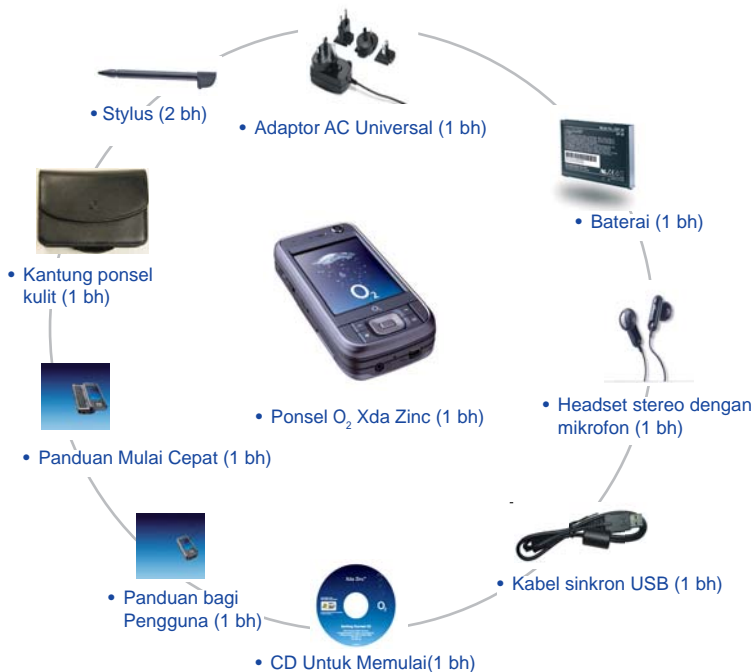 • Stylus (2 bh)
• Adaptor AC Universal (1 bh)
• Baterai (1 bh)
• Kantung ponsel
kulit (1 bh)
O2
O2
• Ponsel O2 Xda Zinc (1 bh)
• Headset stereo dengan
mikrofon (1 bh)
• Panduan Mulai Cepat (1 bh)
-
• Kabel sinkron USB (1 bh)
• Panduan bagi
Pengguna (1 bh)
Xda Zinc
O2
• CD Untuk Memulai(1 bh)